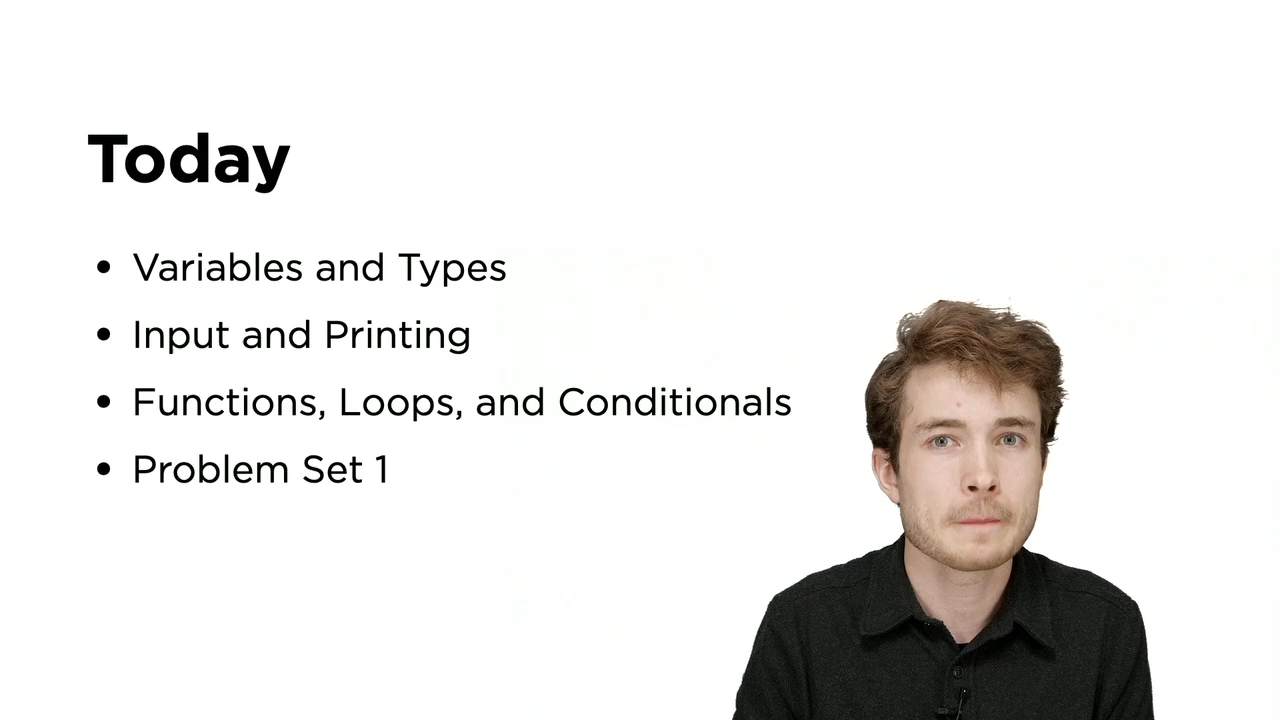 Today
• Variables and Types
• Input and Printing
• Functions, Loops, and Conditionals
• Problem Set 1